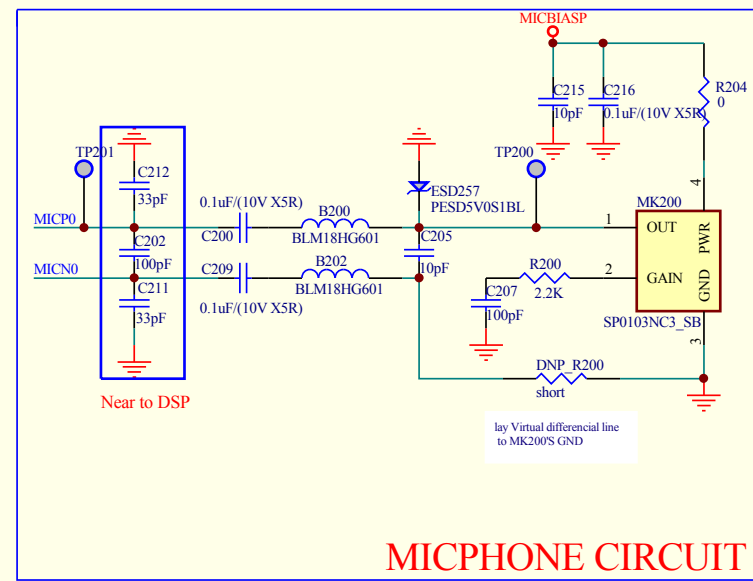 MICBIASP
C215
10pF
C216
0.1uF/(10V X5R)
R204
0
TP201
C212
33pF
0.1uF/(10V X5R)
B200
ESD257
PESD5V0S1BL
TP200
4
MK200
MICP0
C200
BLM18HG601
C205
10pF
1
OUT
PWR
C202
100pF
MICN0
C209
B202
BLM18HG601
R200
2.2K
2
GAIN
GND
C211
33pF
0.1uF/(10V X5R)
C207
100pF
SP0103NC3_SB
3
DNP_R200
short
Near to DSP
lay Virtual differencial line
to MK200'S GND
MICPHONE CIRCUIT